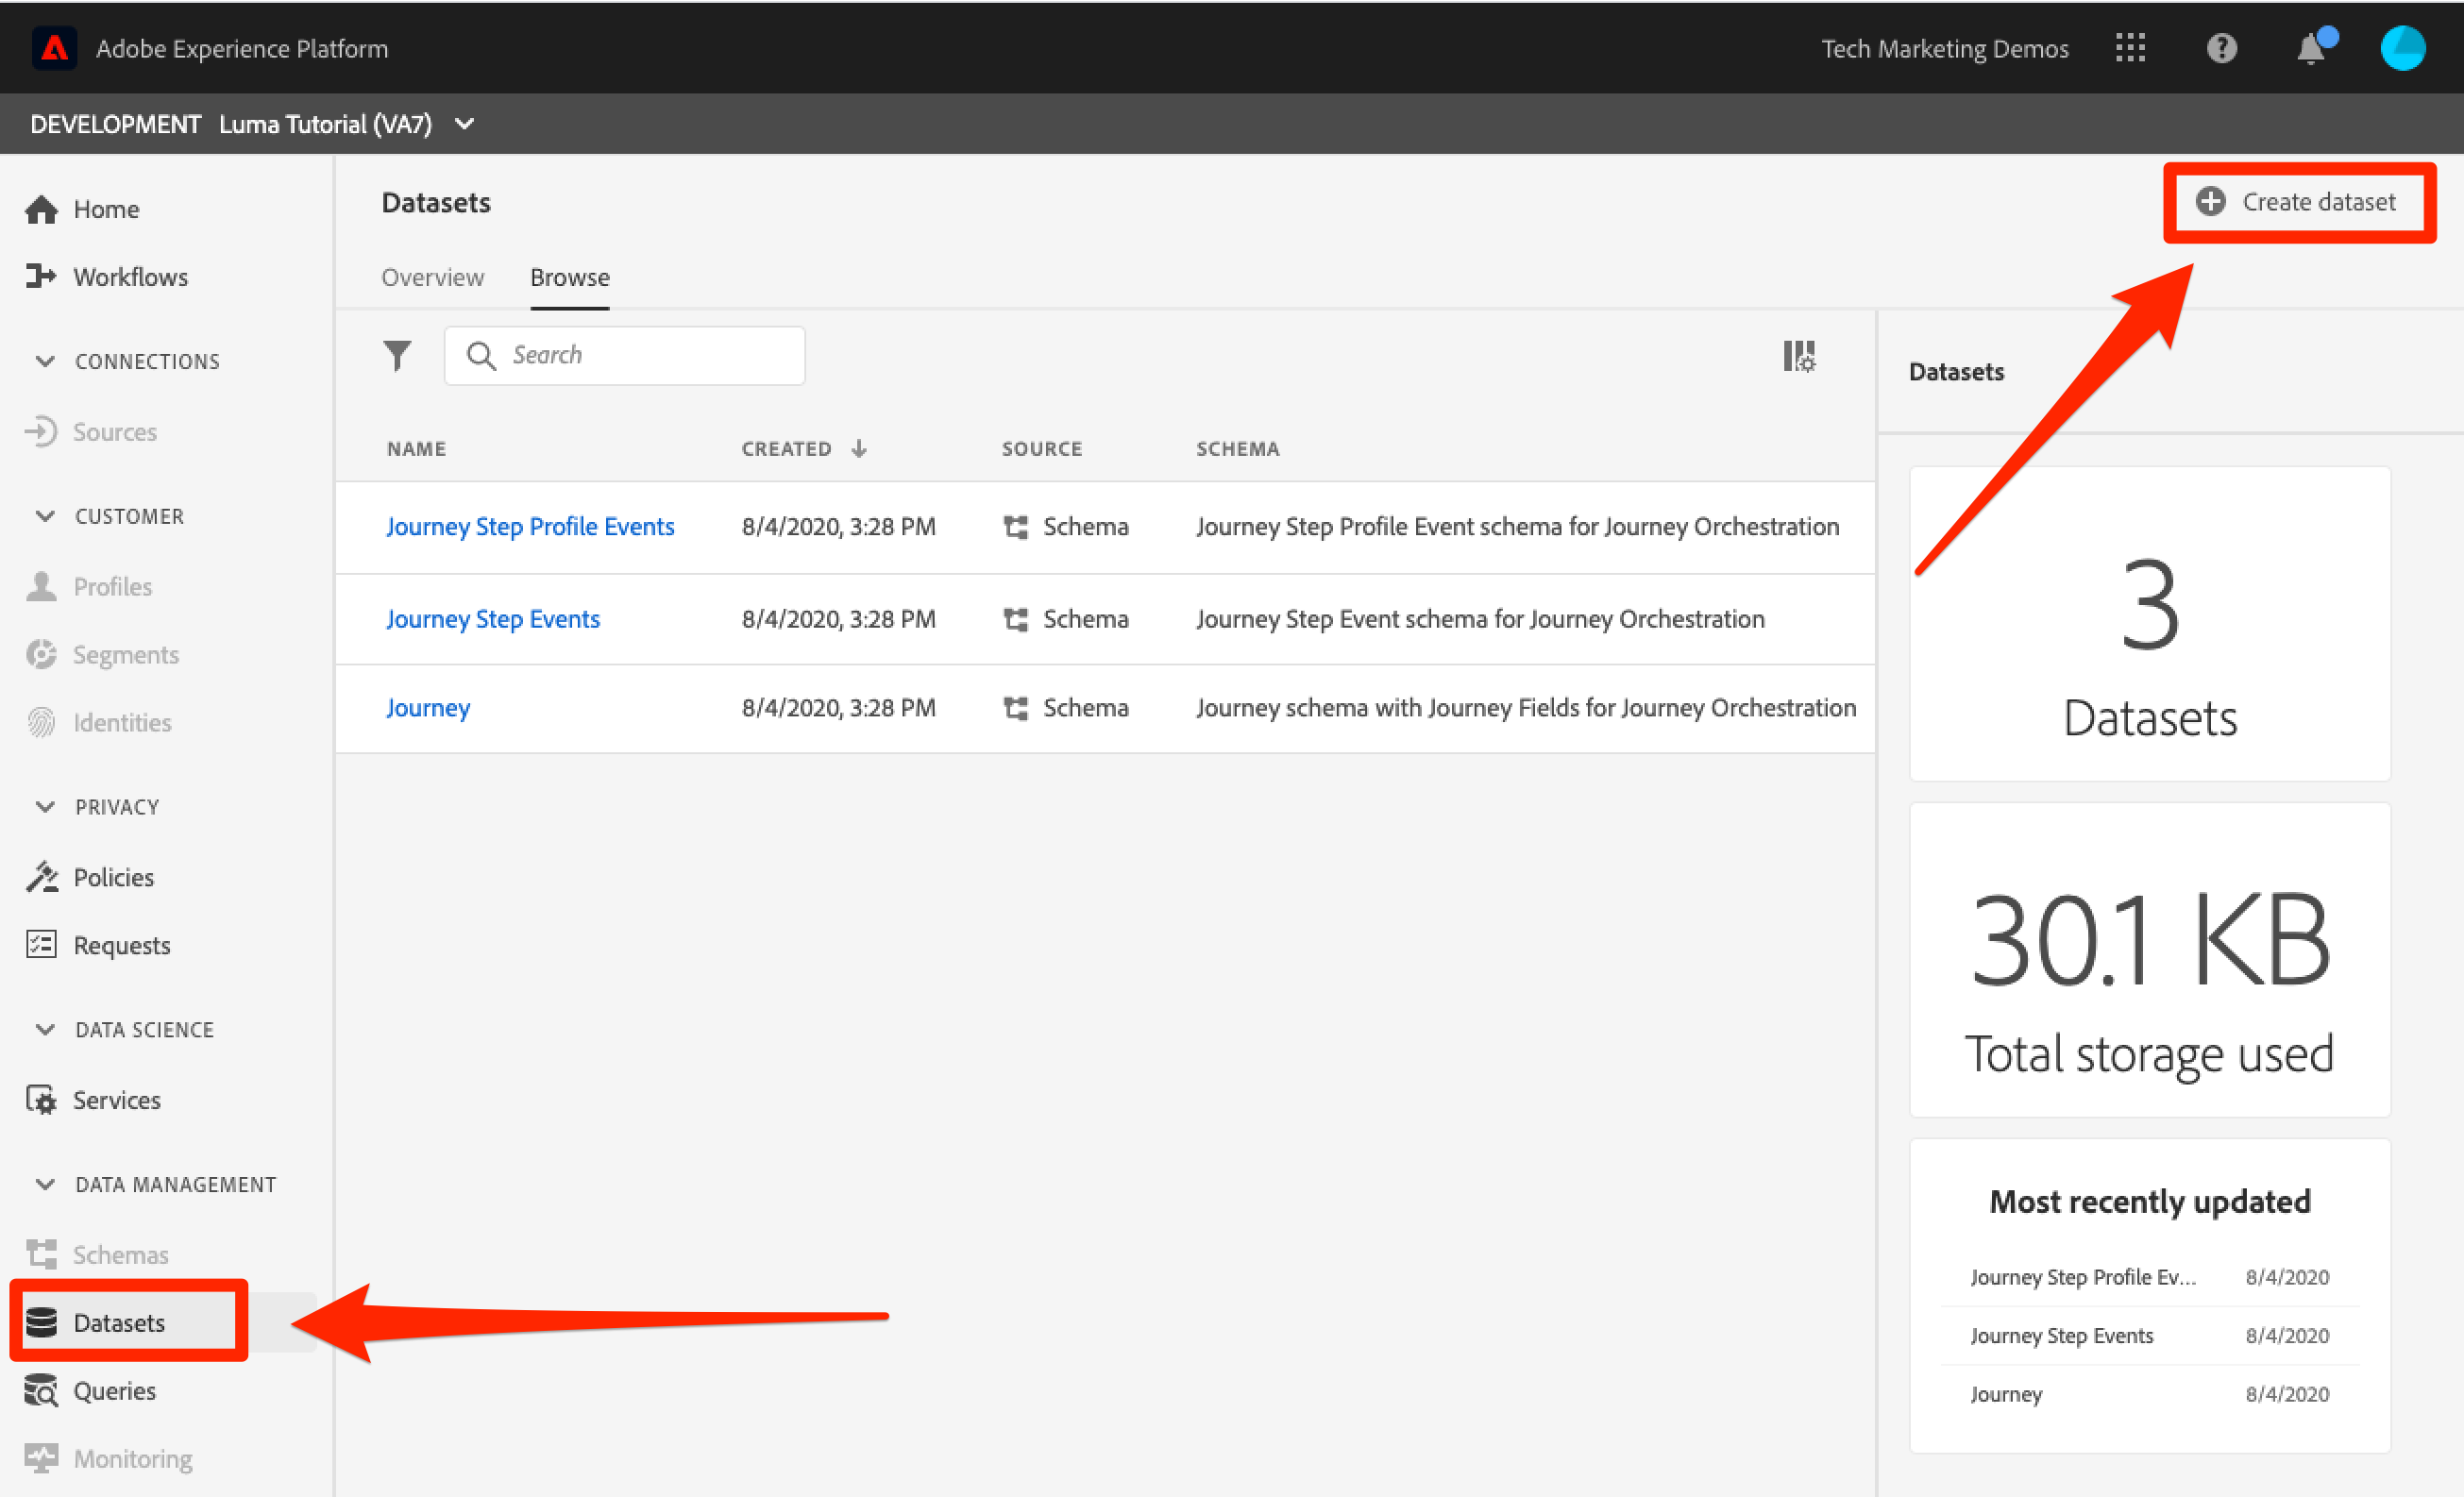 Adobe Experience Platform
Tech Marketing Demos
DEVELOPMENT Luma Tutorial (VA7)
Home
Workflows
CONNECTIONS
Sources
CUSTOMER
Profiles
Segments
Identities
PRIVACY
Policies
Requests
DATA SCIENCE
Services
DATA MANAGEMENT
Schemas
Datasets
Queries
Monitoring
Datasets
Create dataset
Overview Browse
Search
NAME CREATED SOURCE SCHEMA
Journey Step Profile Events 8/4/2020, 3:28 PM Schema Journey Step Profile Event schema for Journey Orchestration
Journey Step Events 8/4/2020, 3:28 PM Schema Journey Step Event schema for Journey Orchestration
Journey 8/4/2020, 3:28 PM Schema Journey schema with Journey Fields for Journey Orchestration
Datasets
3
Datasets
30.1 KB
Total storage used
Most recently updated
Journey Step Profile Ev... 8/4/2020
Journey Step Events 8/4/2020
Journey 8/4/2020